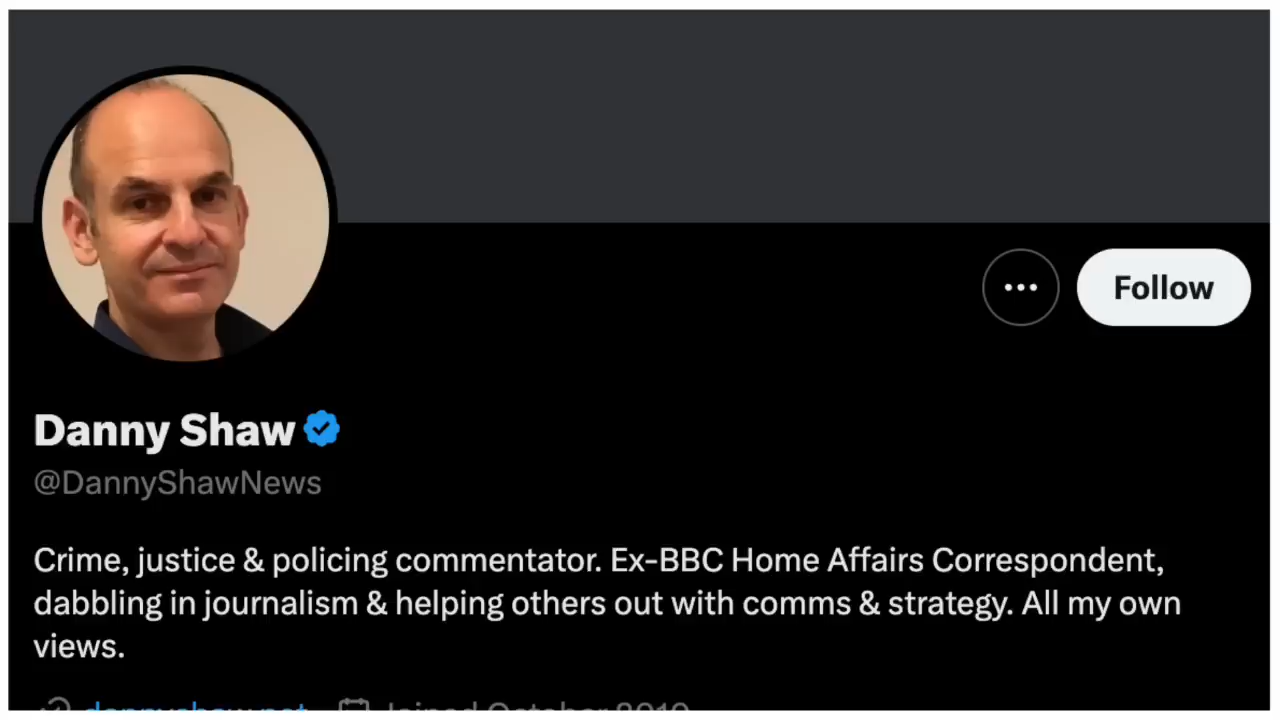 Follow
Danny Shaw
@DannyShawNews
Crime, justice & policing commentator. Ex-BBC Home Affairs Correspondent,
dabbling in journalism & helping others out with comms & strategy. All my own
views.
dannyshaw.net Joined October